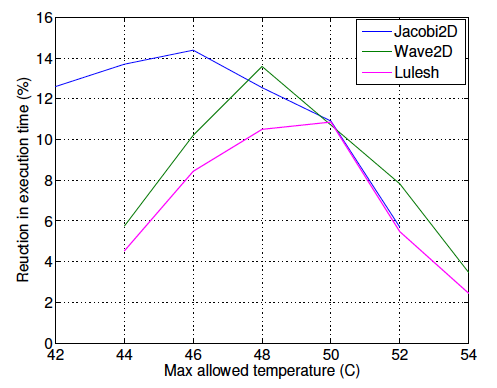 16
14
12
10
8
6
4
2
0
Reuction in execution time (%)
Jacobi2D
Wave2D
Lulesh
42 44 46 48 50 52 54
Max allowed temperature (C)